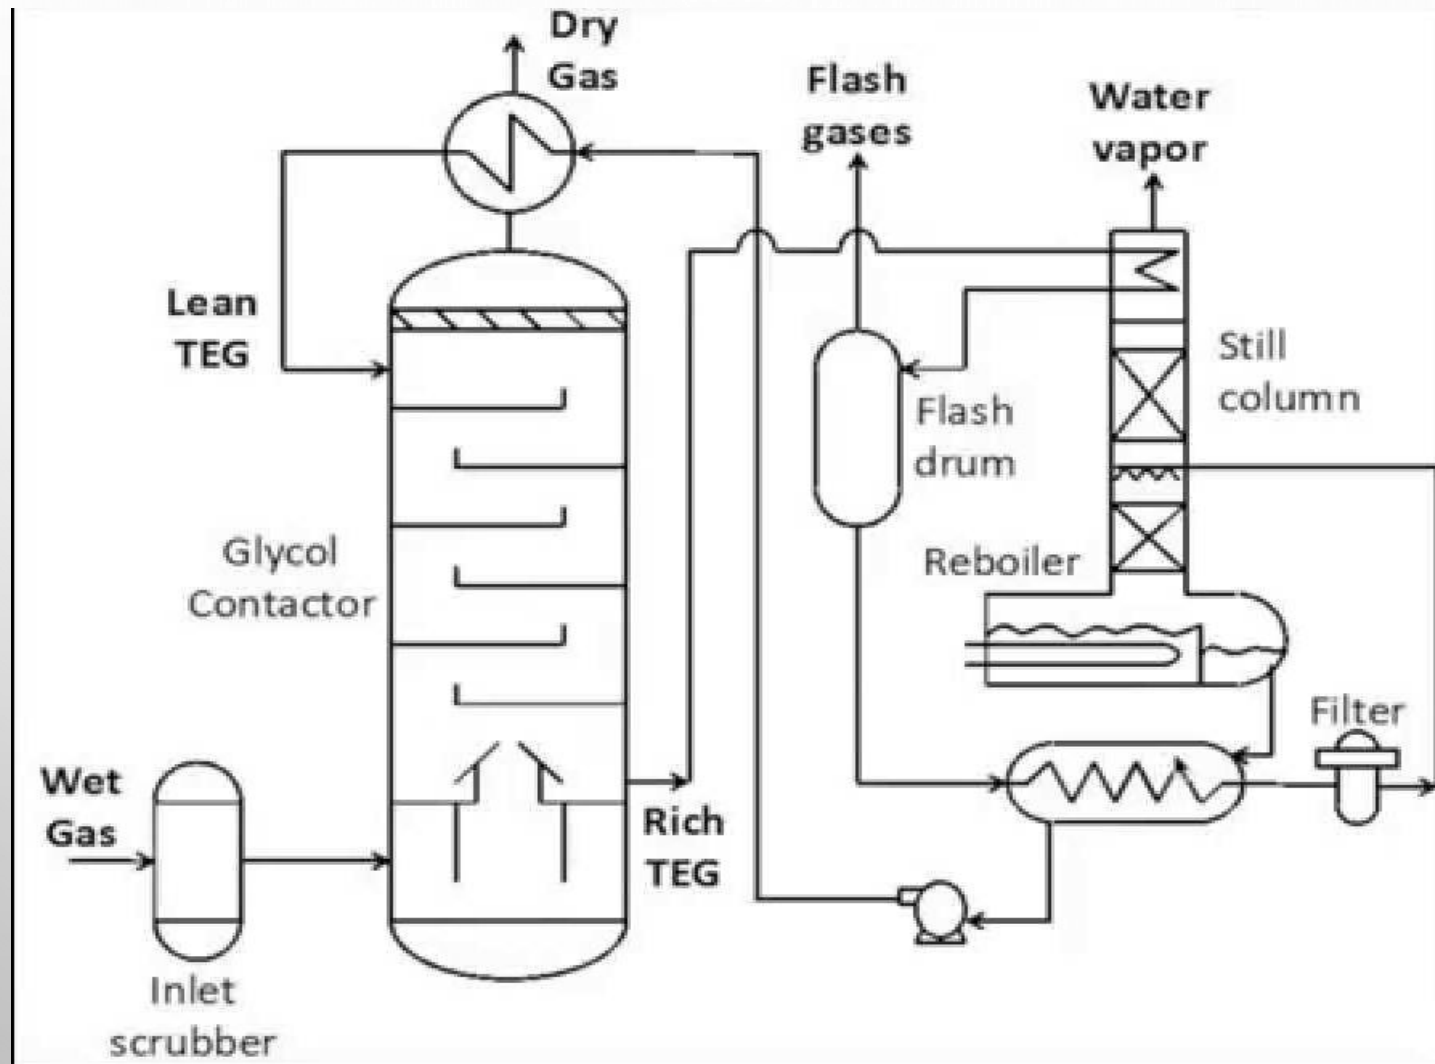 Dry
Gas
Flash
gases
Water
vapor
Lean
TEG
Still
column
Flash
drum
Glycol
Contactor
Reboiler
Filter
Wet
Gas
Rich
TEG
Inlet
scrubber